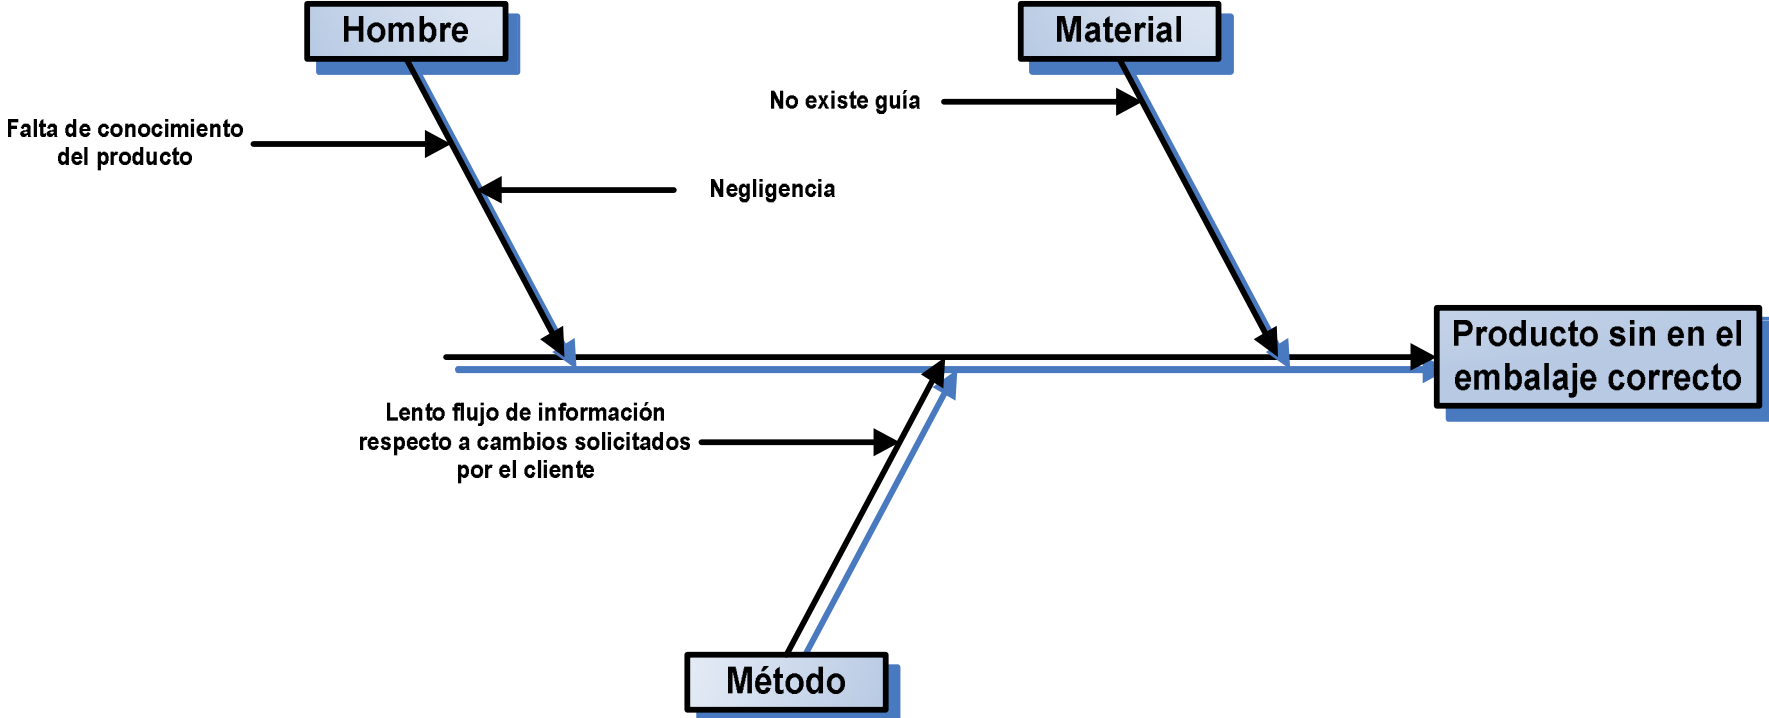 Hombre
Material
No existe guía
Falta de conocimiento
del producto
Negligencia
Producto sin en el
embalaje correcto
Lento flujo de información
respecto a cambios solicitados
por el cliente
Método